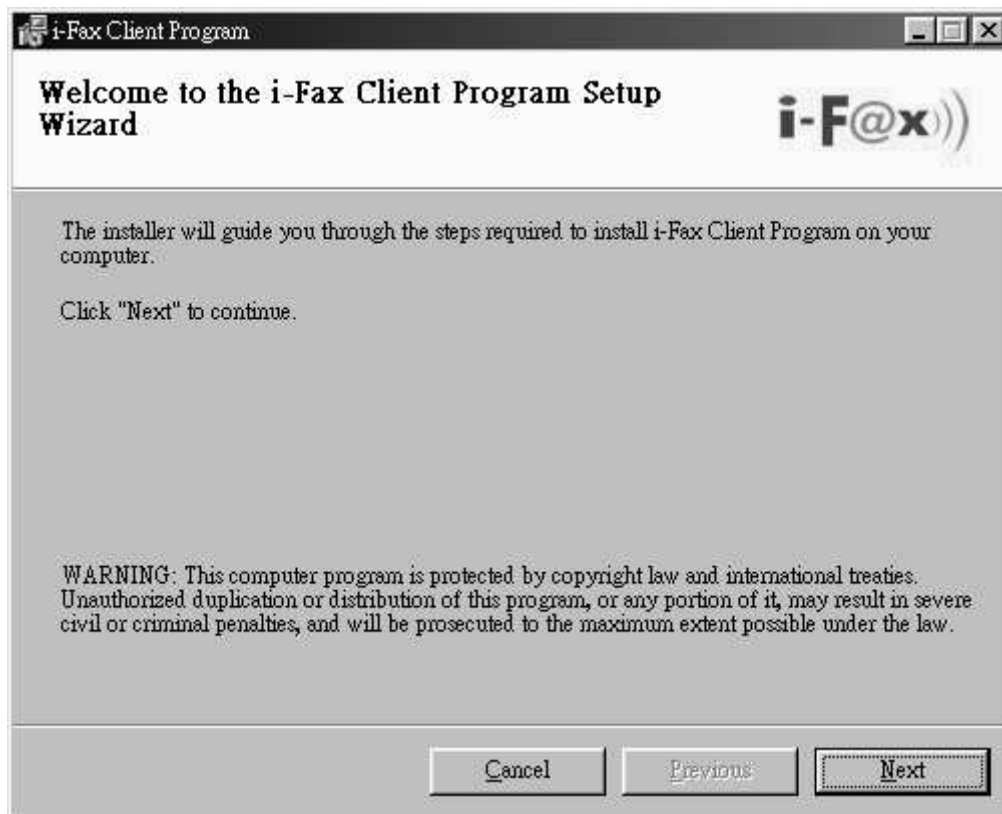 i-Fax Client Program
Welcome to the i-Fax Client Program Setup
Wizard
i-F@x
The installer will guide you through the steps required to install i-Fax Client Program on your
computer.
Click "Next" to continue.
WARNING: This computer program is protected by copyright law and international treaties.
Unauthorized duplication or distribution of this program, or any portion of it, may result in severe
civil or criminal penalties, and will be prosecuted to the maximum extent possible under the law.
Cancel
Previous
Next